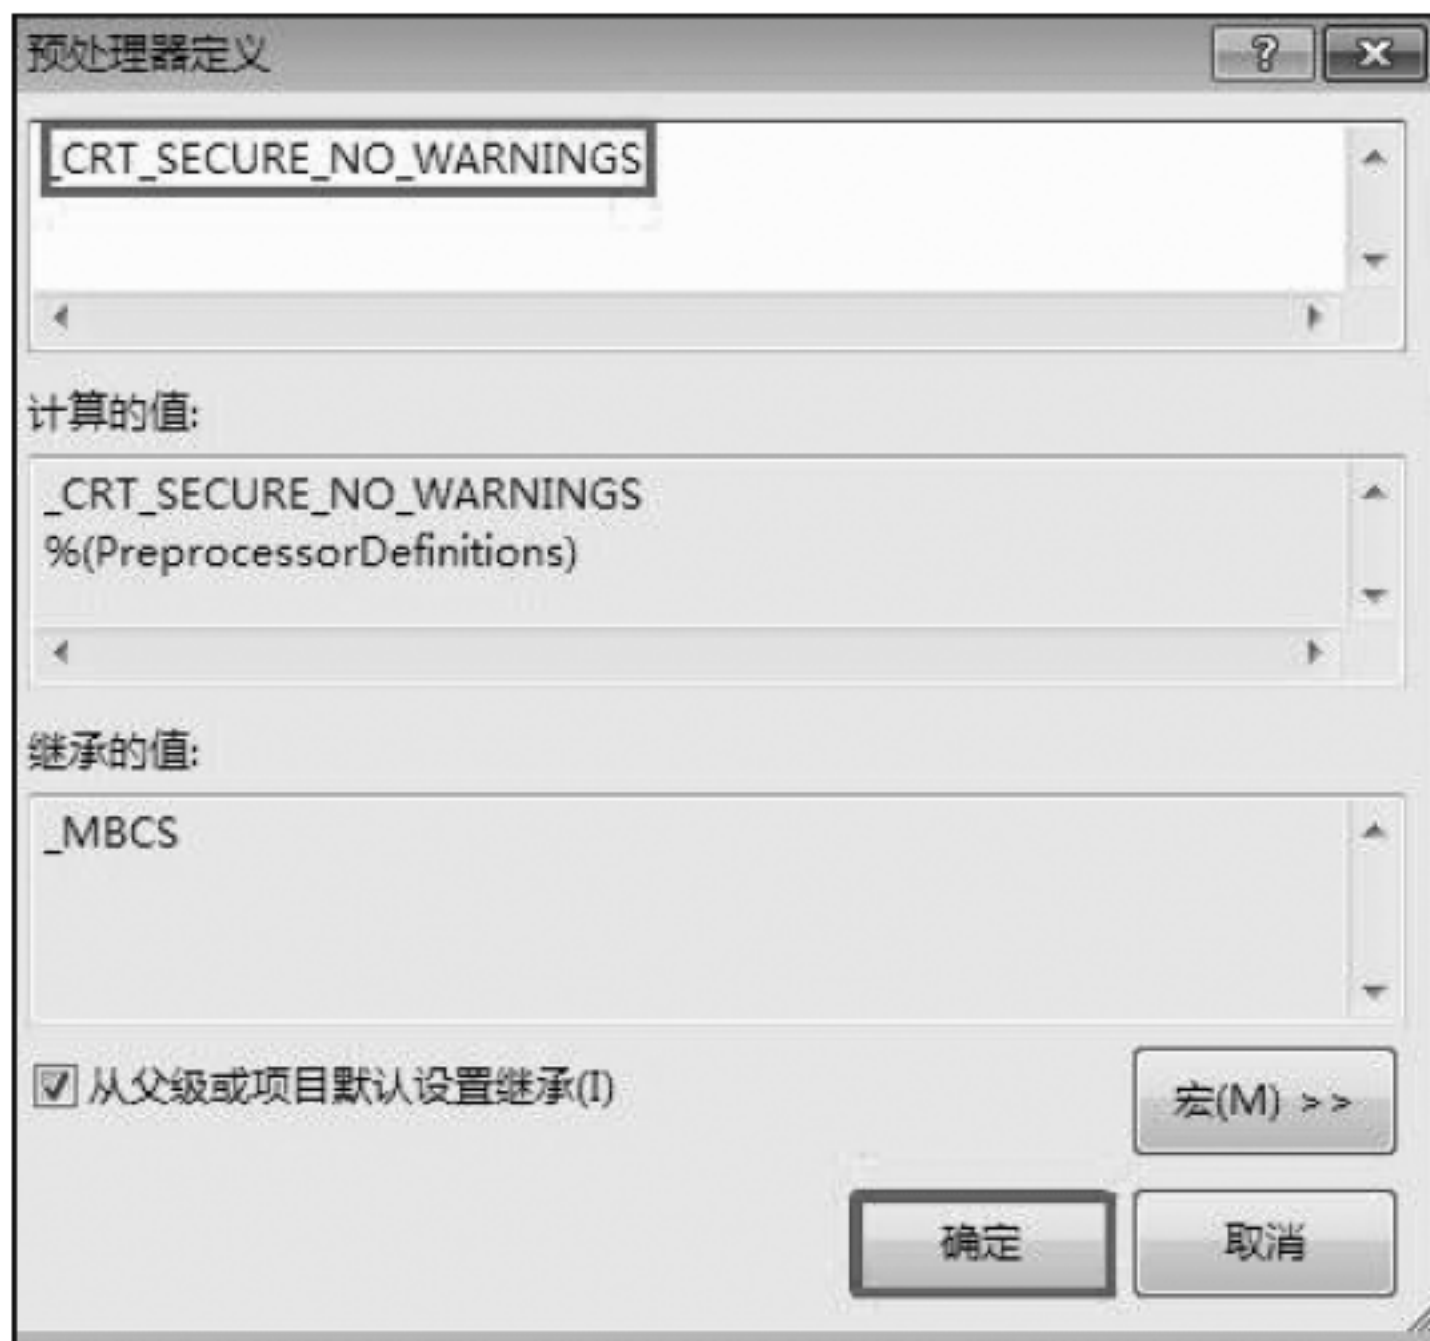 预处理器定义
_CRT_SECURE_NO_WARNINGS
计算的值:
_CRT_SECURE_NO_WARNINGS
%(PreprocessorDefinitions)
继承的值:
_MBCS
从父级或项目默认设置继承(I)
宏(M) >>
确定 取消